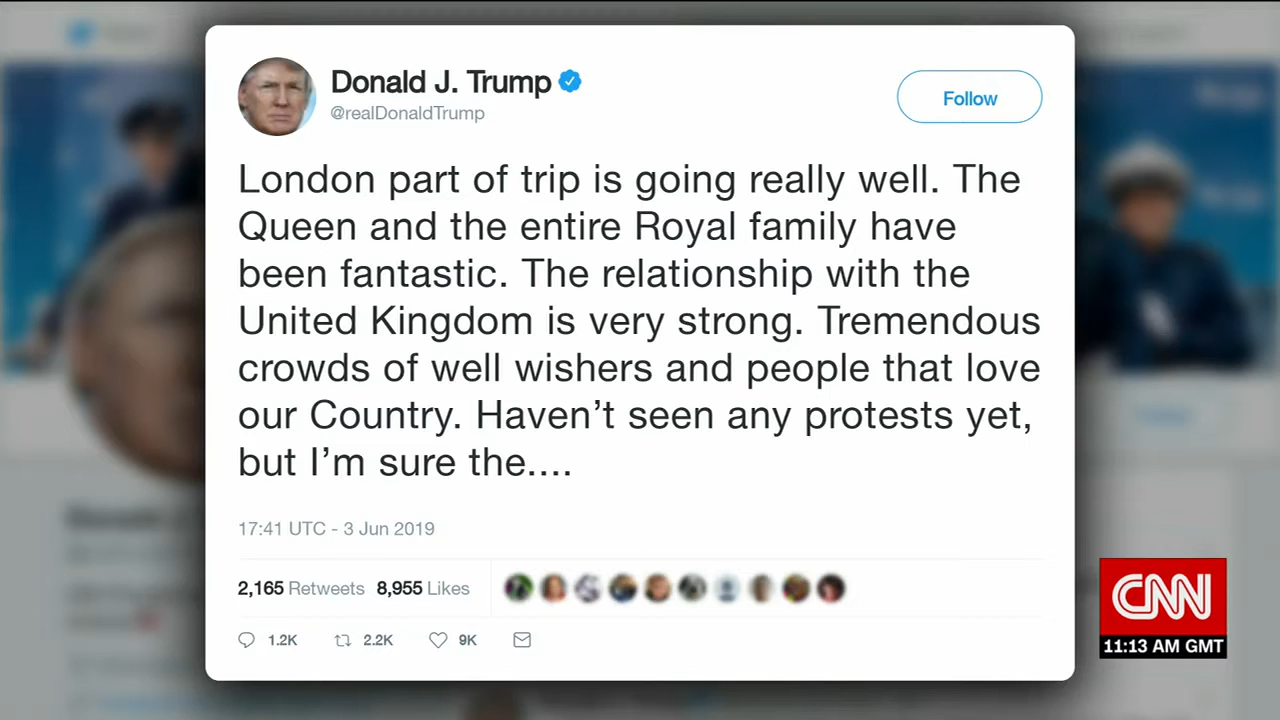 Donald J. Trump
@realDonaldTrump
Follow
London part of trip is going really well. The
Queen and the entire Royal family have
been fantastic. The relationship with the
United Kingdom is very strong. Tremendous
crowds of well wishers and people that love
our Country. Haven’t seen any protests yet,
but I’m sure the....
17:41 UTC - 3 Jun 2019
2,165 Retweets 8,955 Likes
1.2K 2.2K 9K
CNN
11:13 AM GMT